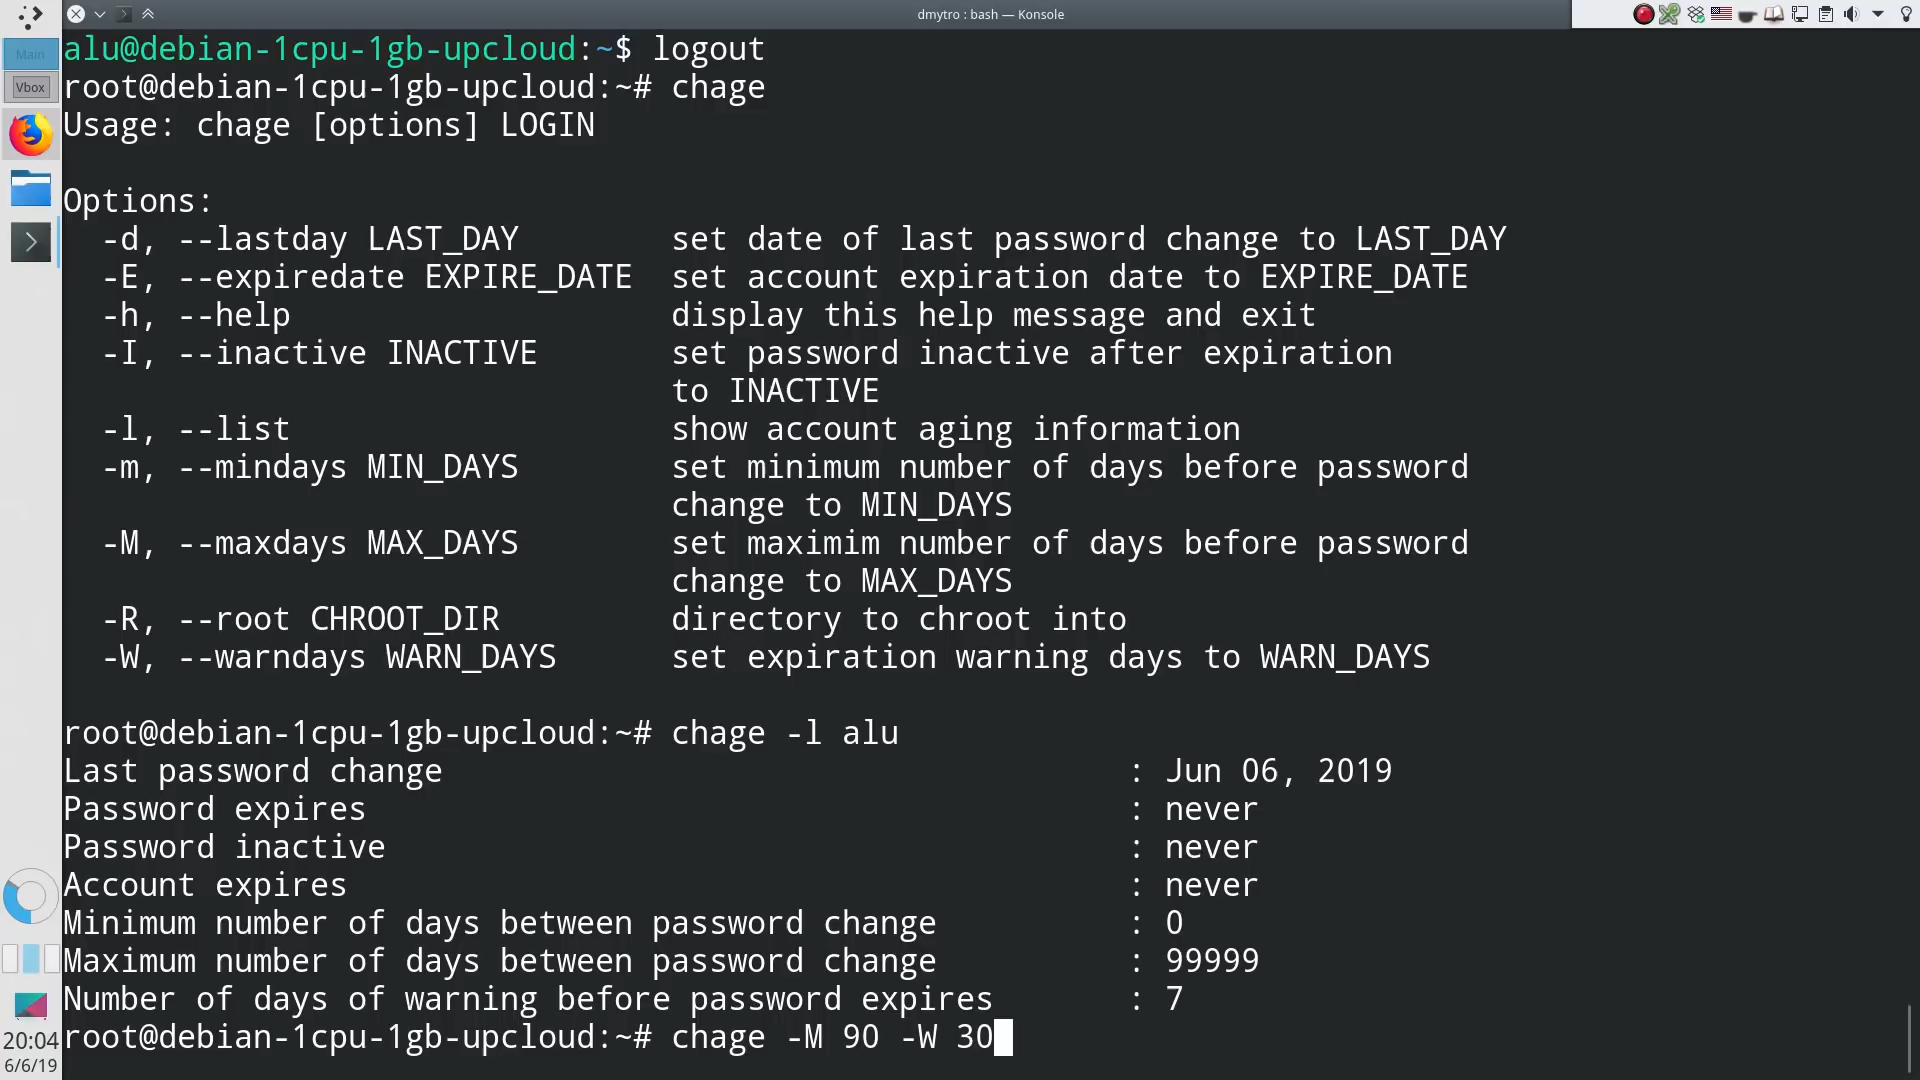 dmytro : bash — Konsole
Main
Vbox
alu@debian-1cpu-1gb-upcloud:~$ logout
root@debian-1cpu-1gb-upcloud:~# chage
Usage: chage [options] LOGIN
Options:
-d, --lastday LAST_DAY set date of last password change to LAST_DAY
-E, --expiredate EXPIRE_DATE set account expiration date to EXPIRE_DATE
-h, --help display this help message and exit
-I, --inactive INACTIVE set password inactive after expiration
to INACTIVE
-l, --list show account aging information
-m, --mindays MIN_DAYS set minimum number of days before password
change to MIN_DAYS
-M, --maxdays MAX_DAYS set maximim number of days before password
change to MAX_DAYS
-R, --root CHROOT_DIR directory to chroot into
-W, --warndays WARN_DAYS set expiration warning days to WARN_DAYS
root@debian-1cpu-1gb-upcloud:~# chage -l alu
Last password change : Jun 06, 2019
Password expires : never
Password inactive : never
Account expires : never
Minimum number of days between password change : 0
Maximum number of days between password change : 99999
Number of days of warning before password expires : 7
root@debian-1cpu-1gb-upcloud:~# chage -M 90 -W 30
20:04
6/6/19